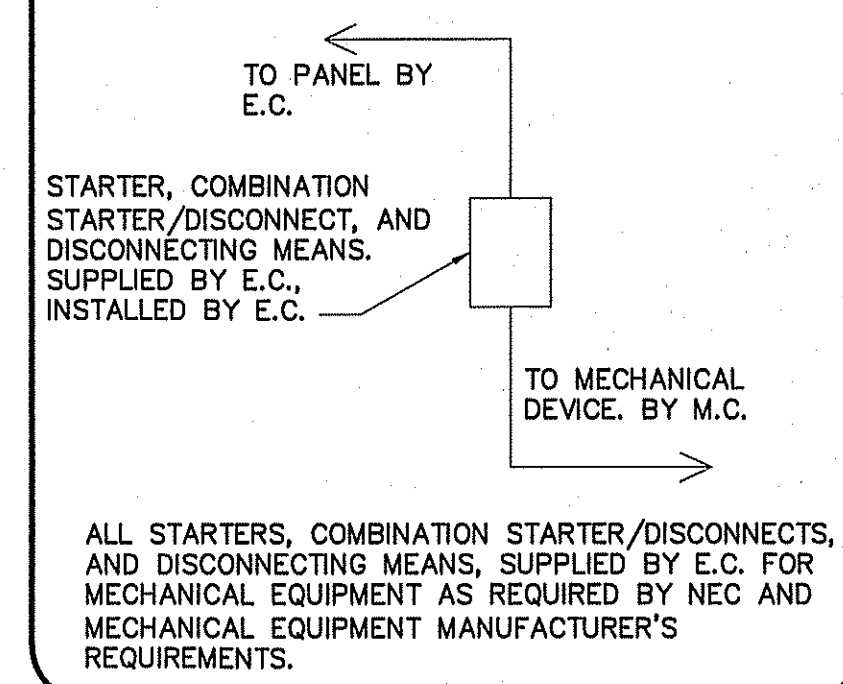 TO PANEL BY
E.C.
STARTER, COMBINATION
STARTER/DISCONNECT, AND
DISCONNECTING MEANS.
SUPPLIED BY E.C.,
INSTALLED BY E.C.
TO MECHANICAL
DEVICE. BY M.C.
ALL STARTERS, COMBINATION STARTER/DISCONNECTS,
AND DISCONNECTING MEANS, SUPPLIED BY E.C. FOR
MECHANICAL EQUIPMENT AS REQUIRED BY NEC AND
MECHANICAL EQUIPMENT MANUFACTURER'S
REQUIREMENTS.